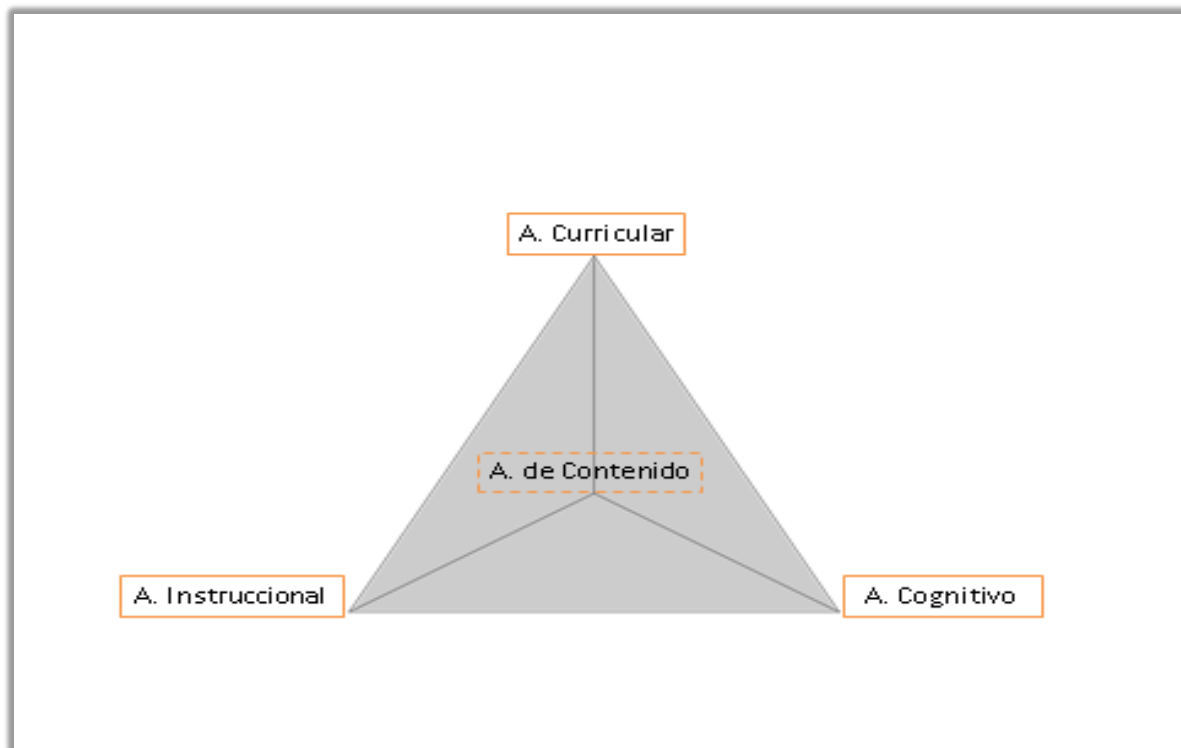 A. Curricular
A. de Contenido
A. Instruccional
A. Cognitivo